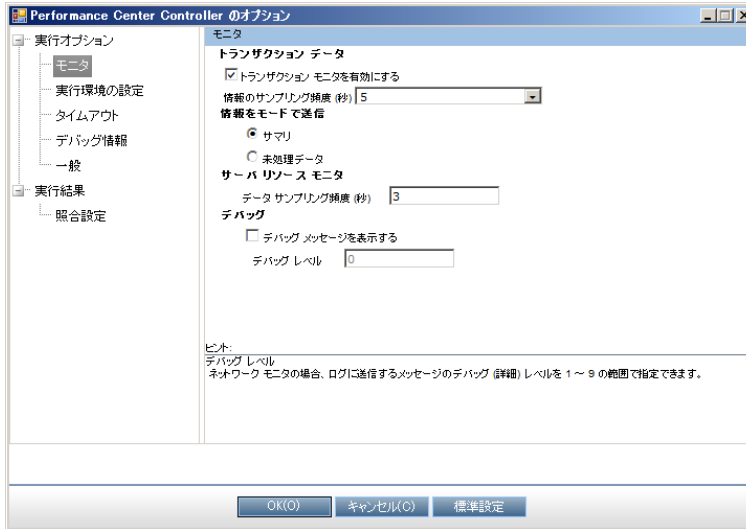 Performance Center Controller のオプション
実行オプション
モニタ
実行環境の設定
タイムアウト
デバッグ情報
一般
実行結果
照合設定
モニタ
トランザクション データ
トランザクション モニタを有効にする
情報のサンプリング頻度 (秒) 5
情報をモードで送信
サマリ
未処理データ
サーバ リソース モニタ
データ サンプリング頻度 (秒) 3
デバッグ
デバッグ メッセージを表示する
デバッグ レベル 0
ヒント:
デバッグ レベル
ネットワーク モニタの場合、ログに送信するメッセージのデバッグ (詳細) レベルを 1 ～ 9 の範囲で指定できます。
OK(O) キャンセル(C) 標準設定